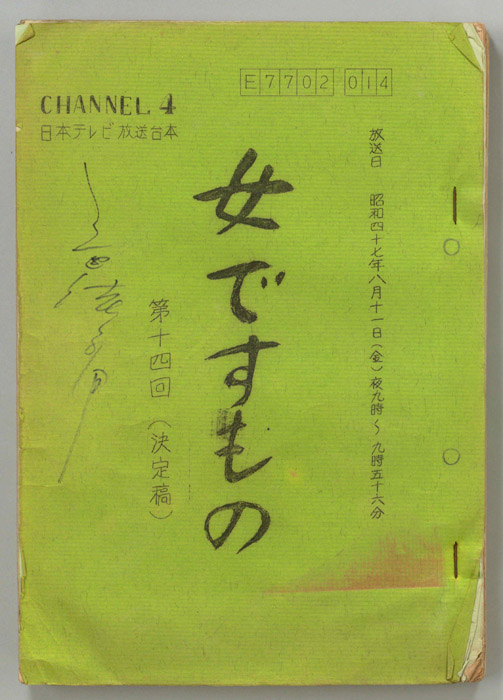 E7702 014
CHANNEL 4
日本テレビ放送台本
放送日 昭和四十七年八月十一日(金)夜九時〜九時五十六分
女ですもの
第十四回(決定稿)